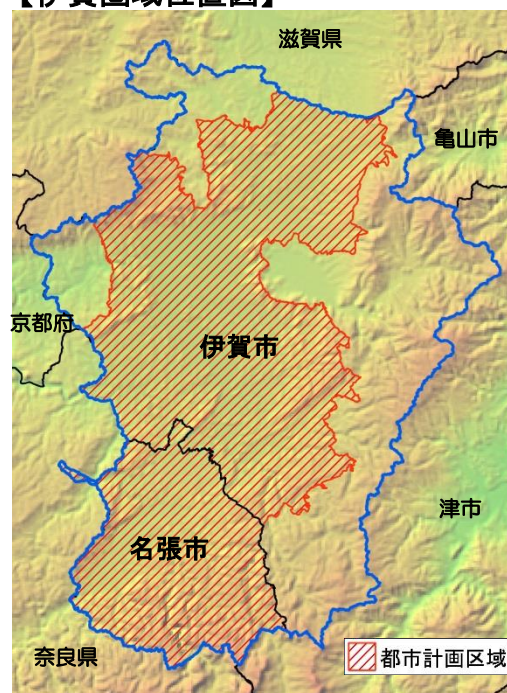 【伊賀圏域位置図】
滋賀県
亀山市
京都府
伊賀市
津市
名張市
奈良県
都市計画区域